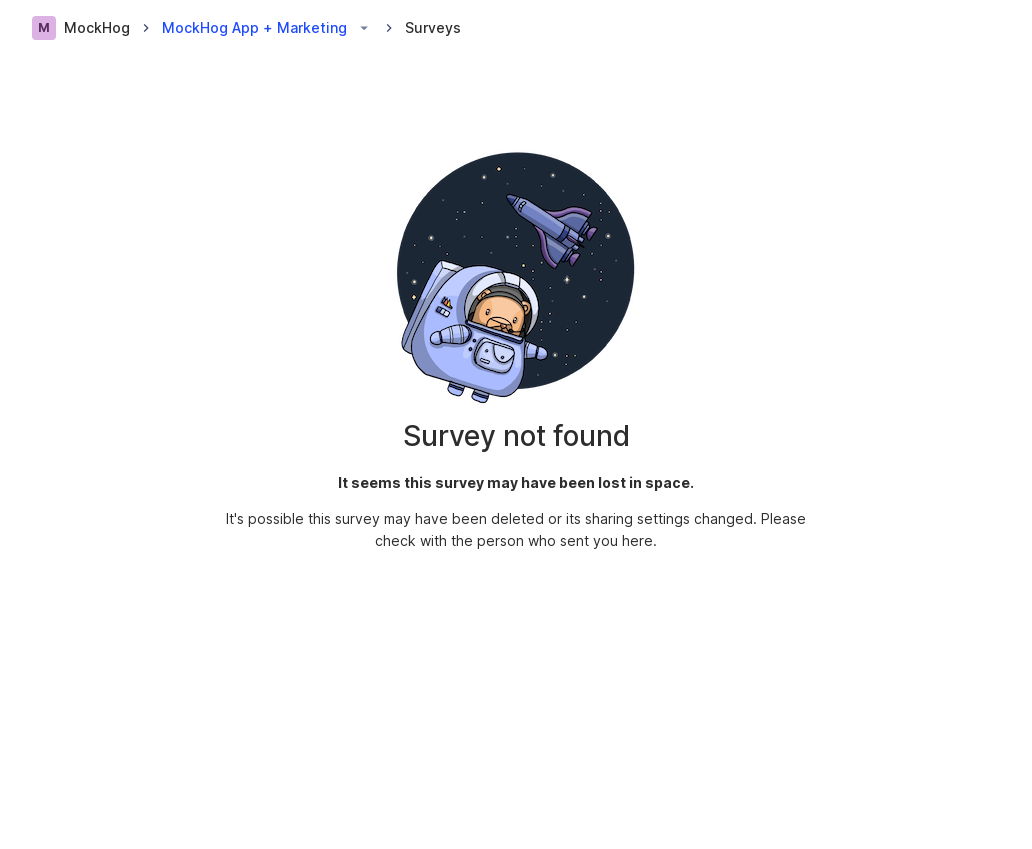 M MockHog MockHog App + Marketing Surveys
Survey not found
It seems this survey may have been lost in space.
It's possible this survey may have been deleted or its sharing settings changed. Please
check with the person who sent you here.